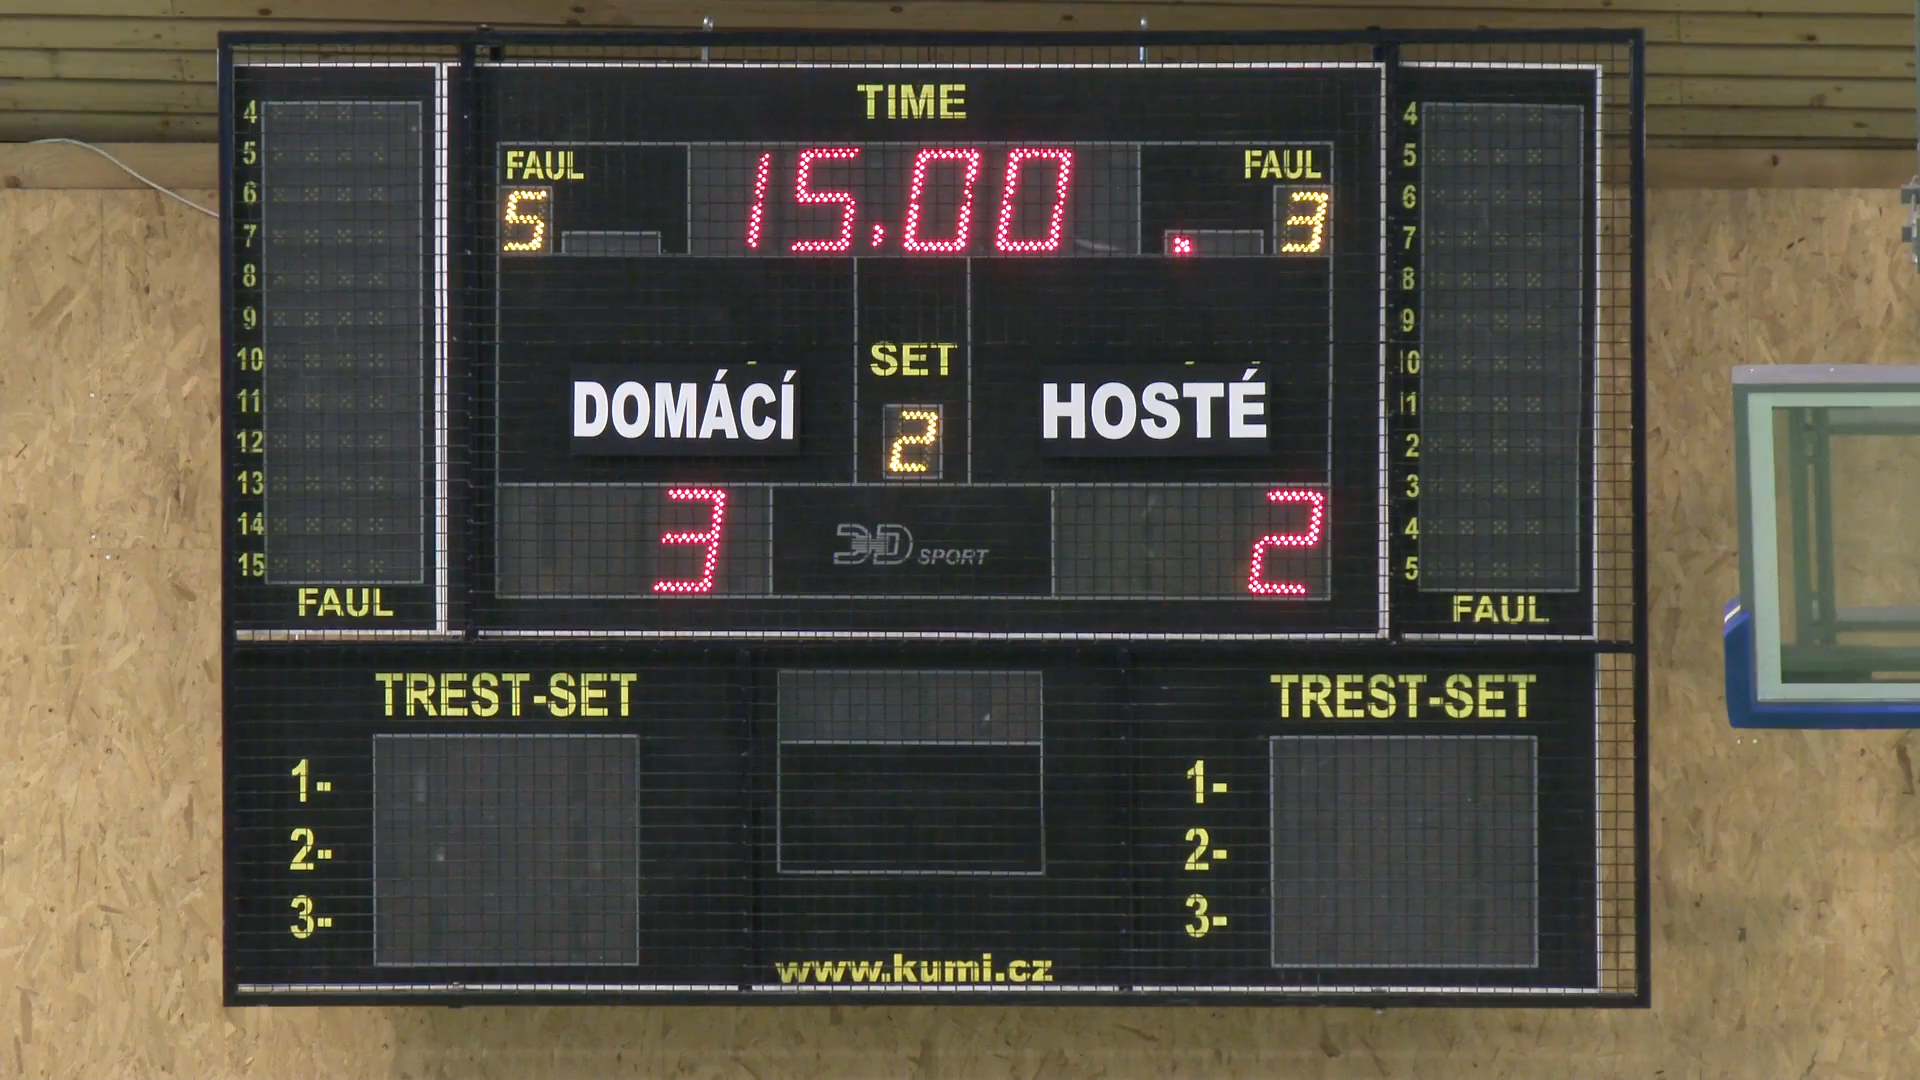 TIME
FAUL 15.00 FAUL
5 . 3
SET
DOMÁCÍ 2 HOSTÉ
3 2
SPORT
4
5
6
7
8
9
10
11
12
13
14
15
FAUL
4
5
6
7
8
9
10
11
2
3
4
5
FAUL
TREST-SET
1-
2-
3-
TREST-SET
1-
2-
3-
www.kumi.cz